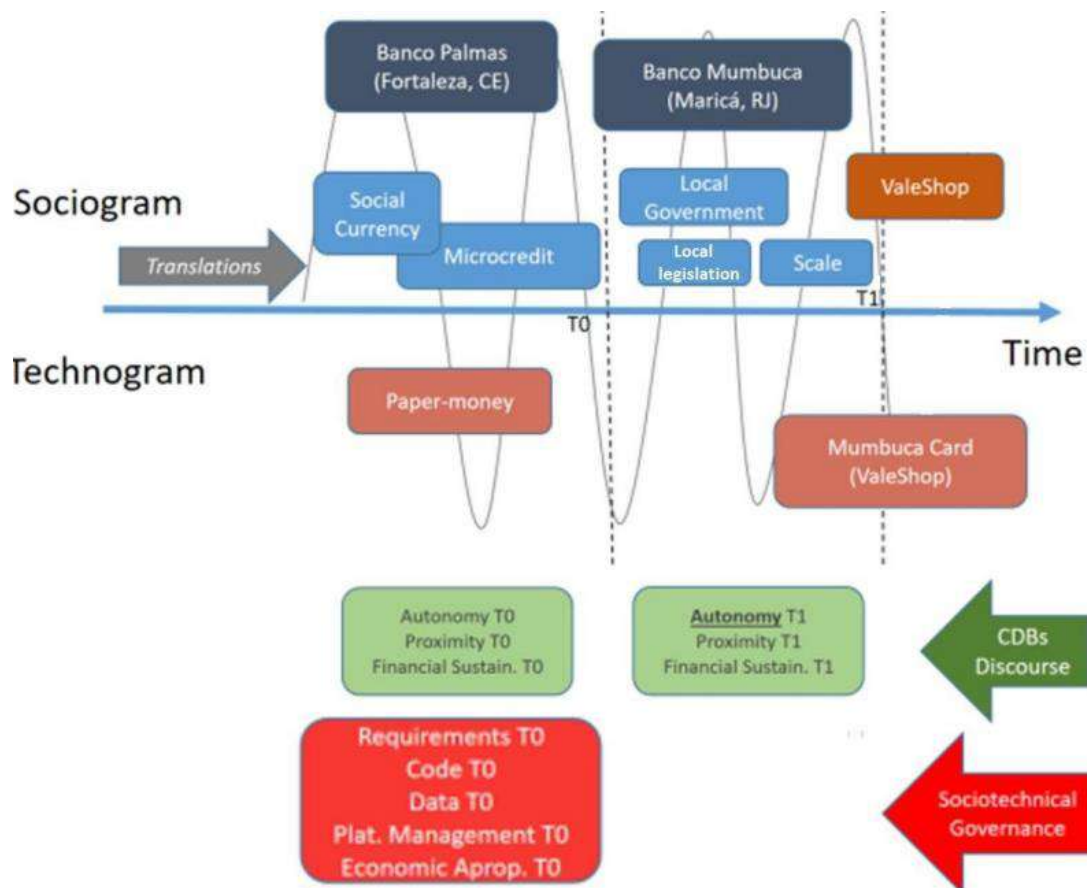 Banco Palmas
(Fortaleza, CE)
Banco Mumbuca
(Maricá, RJ)
Sociogram
Social
Currency
Local
Government
ValeShop
Translations
Microcredit
Local
legislation
Scale
T0
T1
Time
Technogram
Paper-money
Mumbuca Card
(ValeShop)
Autonomy T0
Proximity T0
Financial Sustain. T0
Autonomy T1
Proximity T1
Financial Sustain. T1
CDBs
Discourse
Requirements T0
Code T0
Data T0
Plat. Management T0
Economic Aprop. T0
Sociotechnical
Governance